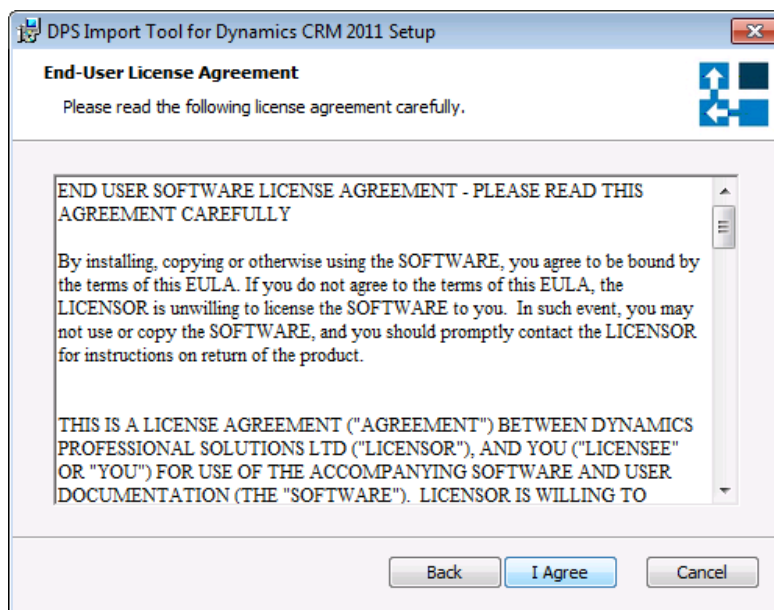 DPS Import Tool for Dynamics CRM 2011 Setup
End-User License Agreement
Please read the following license agreement carefully.
END USER SOFTWARE LICENSE AGREEMENT - PLEASE READ THIS
AGREEMENT CAREFULLY
By installing, copying or otherwise using the SOFTWARE, you agree to be bound by
the terms of this EULA. If you do not agree to the terms of this EULA, the
LICENSOR is unwilling to license the SOFTWARE to you.  In such event, you may
not use or copy the SOFTWARE, and you should promptly contact the LICENSOR
for instructions on return of the product.
THIS IS A LICENSE AGREEMENT ("AGREEMENT") BETWEEN DYNAMICS
PROFESSIONAL SOLUTIONS LTD ("LICENSOR"), AND YOU ("LICENSEE"
OR "YOU") FOR USE OF THE ACCOMPANYING SOFTWARE AND USER
DOCUMENTATION (THE "SOFTWARE").  LICENSOR IS WILLING TO
Back
I Agree
Cancel